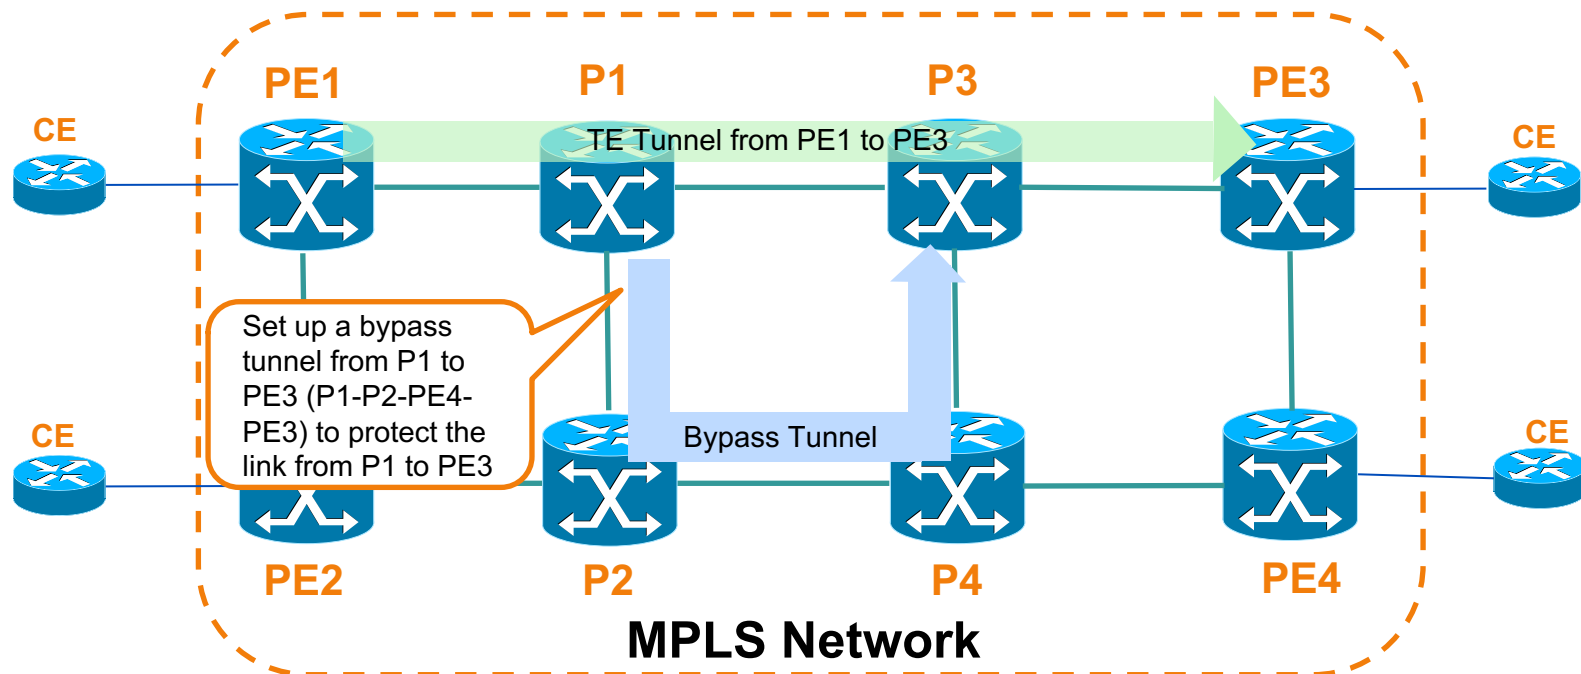 PE1
P1
P3
PE3
CE
CE
TE Tunnel from PE1 to PE3
Set up a bypass
tunnel from P1 to
PE3 (P1-P2-PE4-
PE3) to protect the
link from P1 to PE3
Bypass Tunnel
CE
CE
PE2
P2
P4
PE4
MPLS Network